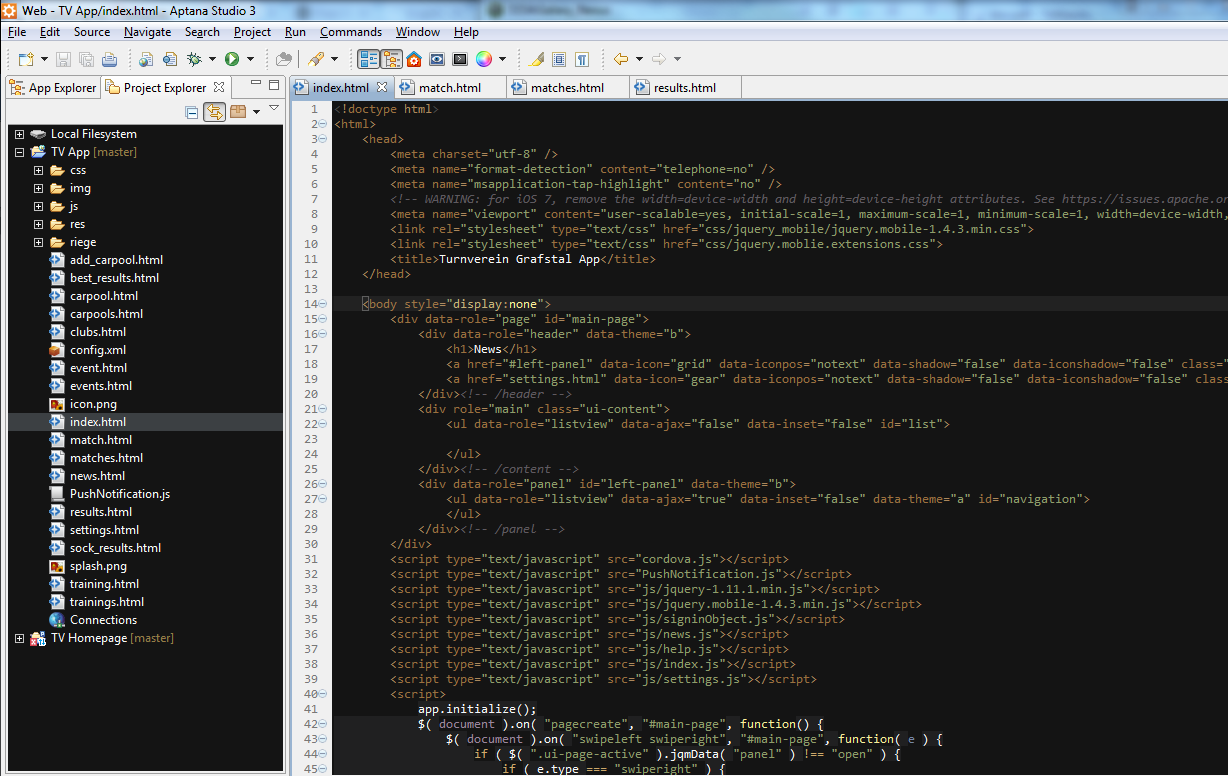 Web - TV App/index.html - Aptana Studio 3
File Edit Source Navigate Search Project Run Commands Window Help
App Explorer Project Explorer
index.html match.html matches.html results.html
Local Filesystem
TV App [master]
css
img
js
res
riege
add_carpool.html
best_results.html
carpool.html
carpools.html
clubs.html
config.xml
event.html
events.html
icon.png
index.html
match.html
matches.html
news.html
PushNotification.js
results.html
settings.html
sock_results.html
splash.png
training.html
trainings.html
Connections
TV Homepage [master]
1 <!doctype html>
2 <html>
3 <head>
4 <meta charset="utf-8" />
5 <meta name="format-detection" content="telephone=no" />
6 <meta name="msapplication-tap-highlight" content="no" />
7 <!-- WARNING: for iOS 7, remove the width=device-width and height=device-height attributes. See https://issues.apache.or
8 <meta name="viewport" content="user-scalable=yes, initial-scale=1, maximum-scale=1, minimum-scale=1, width=device-width,
9 <link rel="stylesheet" type="text/css" href="css/jquery_mobile/jquery.mobile-1.4.3.min.css">
10 <link rel="stylesheet" type="text/css" href="css/jquery.moblie.extensions.css">
11 <title>Turnverein Grafstal App</title>
12 </head>
13
14 <body style="display:none">
15 <div data-role="page" id="main-page">
16 <div data-role="header" data-theme="b">
17 <h1>News</h1>
18 <a href="#left-panel" data-icon="grid" data-iconpos="notext" data-shadow="false" data-iconshadow="false" class="
19 <a href="settings.html" data-icon="gear" data-iconpos="notext" data-shadow="false" data-iconshadow="false" class
20 </div><!-- /header -->
21 <div role="main" class="ui-content">
22 <ul data-role="listview" data-ajax="false" data-inset="false" id="list">
23
24 </ul>
25 </div><!-- /content -->
26 <div data-role="panel" id="left-panel" data-theme="b">
27 <ul data-role="listview" data-ajax="true" data-inset="false" data-theme="a" id="navigation">
28 </ul>
29 </div><!-- /panel -->
30 </div>
31 <script type="text/javascript" src="cordova.js"></script>
32 <script type="text/javascript" src="PushNotification.js"></script>
33 <script type="text/javascript" src="js/jquery-1.11.1.min.js"></script>
34 <script type="text/javascript" src="js/jquery.mobile-1.4.3.min.js"></script>
35 <script type="text/javascript" src="js/signinObject.js"></script>
36 <script type="text/javascript" src="js/news.js"></script>
37 <script type="text/javascript" src="js/help.js"></script>
38 <script type="text/javascript" src="js/index.js"></script>
39 <script type="text/javascript" src="js/settings.js"></script>
40 <script>
41 app.initialize();
42 $( document ).on( "pagecreate", "#main-page", function() {
43 $( document ).on( "swipeleft swiperight", "#main-page", function( e ) {
44 if ( $( ".ui-page-active" ).jqmData( "panel" ) !== "open" ) {
45 if ( e.type === "swiperight" ) {